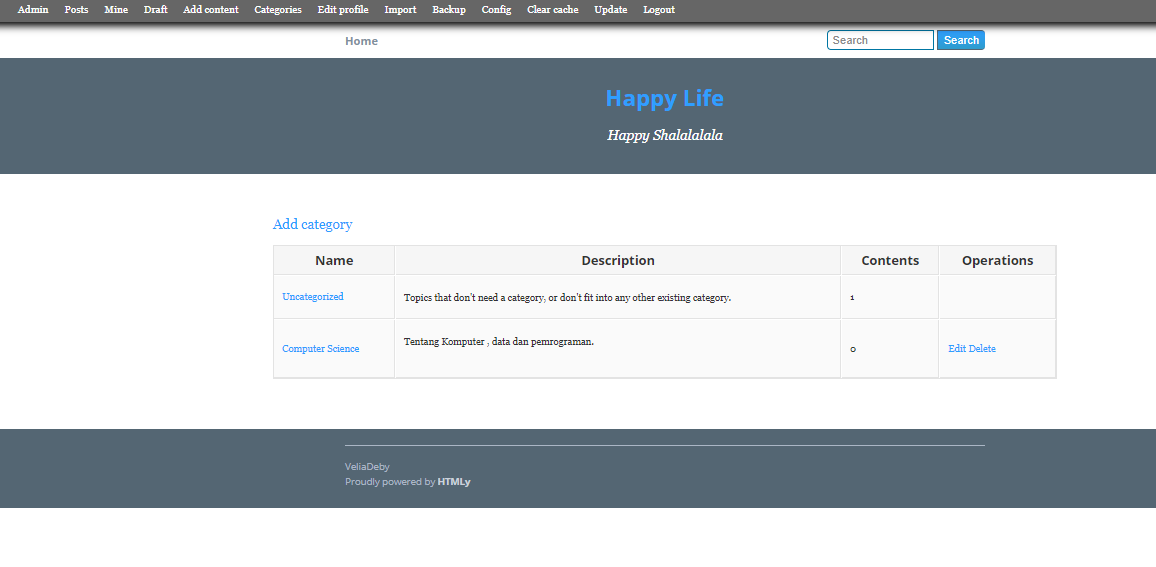 Admin Posts Mine Draft Add content Categories Edit profile Import Backup Config Clear cache Update Logout
Home Search Search
Happy Life
Happy Shalalalala
Add category
Name Description Contents Operations
Uncategorized Topics that don't need a category, or don't fit into any other existing category. 1
Computer Science Tentang Komputer , data dan pemrograman. 0 Edit Delete
VeliaDeby
Proudly powered by HTMLy